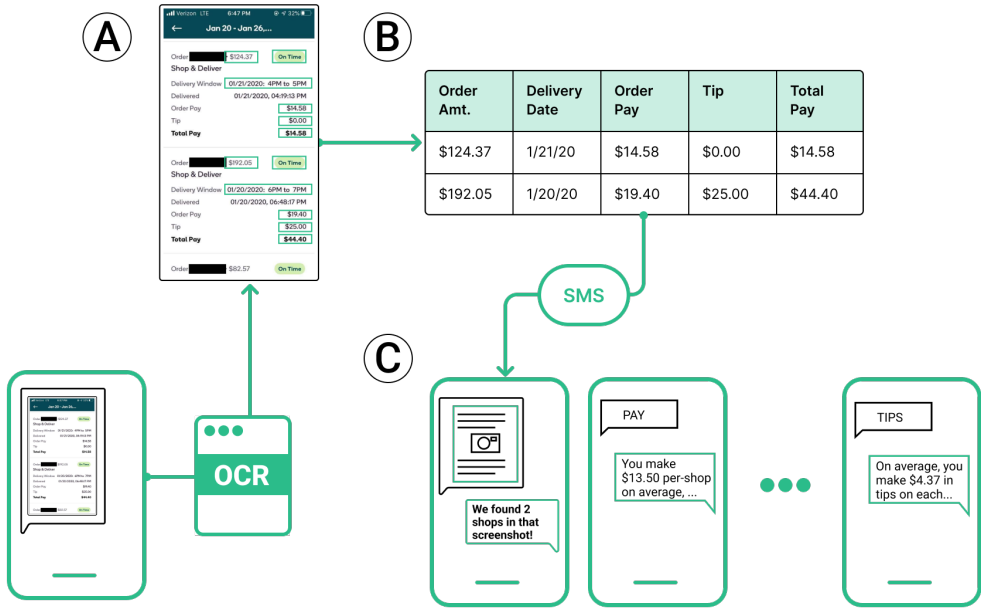 A
Verizon LTE 6:47 PM 32%
← Jan 20 - Jan 26,...
Order $124.37 On Time
Shop & Deliver
Delivery Window 01/21/2020: 4PM to 5PM
Delivered 01/21/2020, 04:19:13 PM
Order Pay $14.58
Tip $0.00
Total Pay $14.58
Order $192.05 On Time
Shop & Deliver
Delivery Window 01/20/2020: 6PM to 7PM
Delivered 01/20/2020, 06:48:17 PM
Order Pay $19.40
Tip $25.00
Total Pay $44.40
Order $82.57 On Time
B
Order Amt. Delivery Date Order Pay Tip Total Pay
$124.37 1/21/20 $14.58 $0.00 $14.58
$192.05 1/20/20 $19.40 $25.00 $44.40
SMS
OCR
C
We found 2
shops in that
screenshot!
PAY
You make
$13.50 per-shop
on average, ...
TIPS
On average, you
make $4.37 in
tips on each...